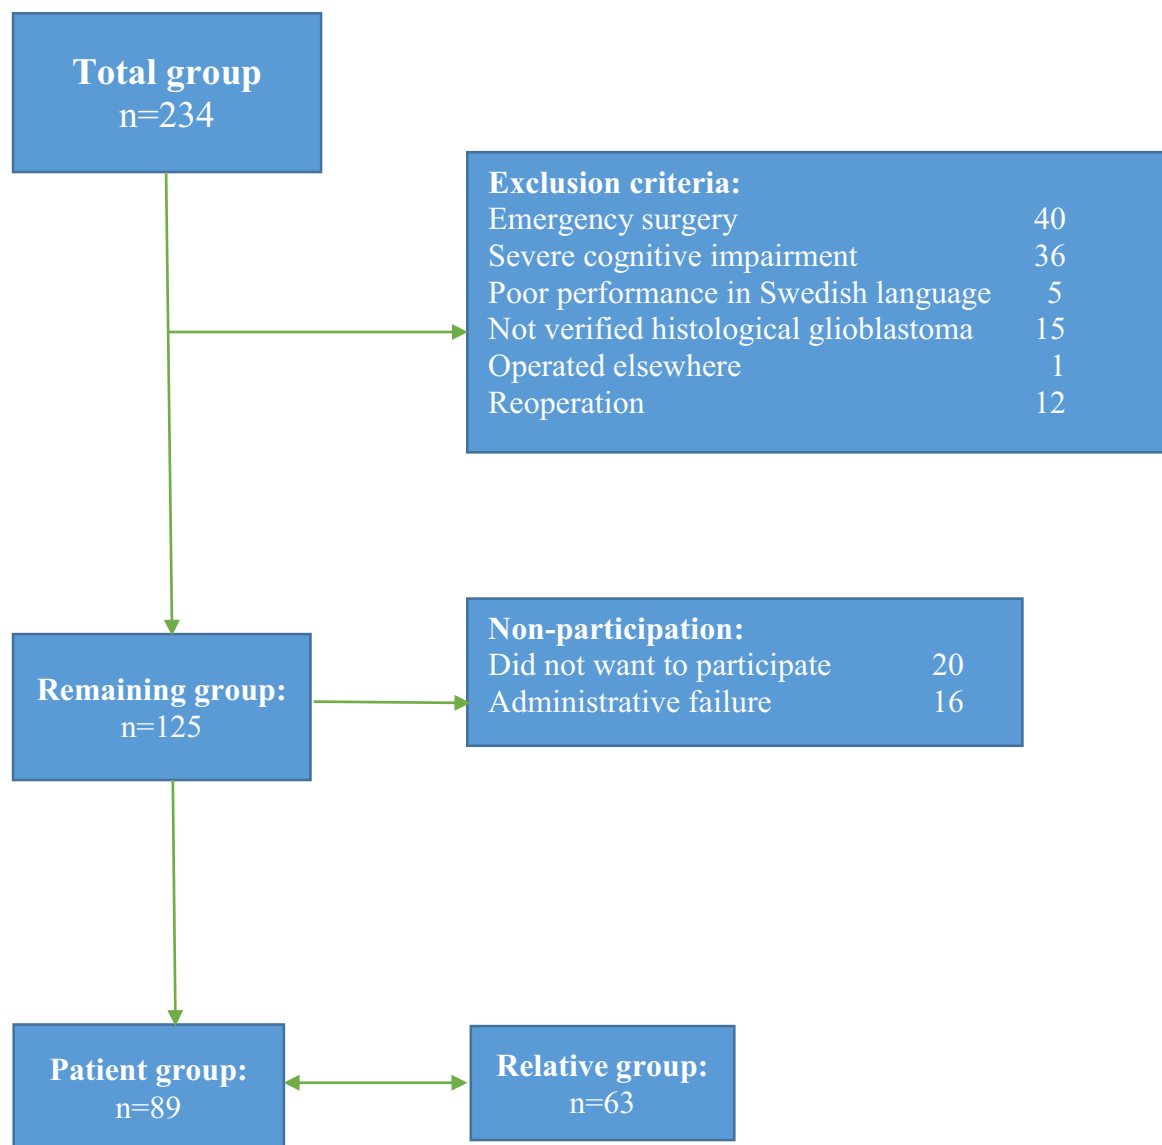 Total group
n=234
Exclusion criteria:
Emergency surgery 40
Severe cognitive impairment 36
Poor performance in Swedish language 5
Not verified histological glioblastoma 15
Operated elsewhere 1
Reoperation 12
Non-participation:
Did not want to participate 20
Administrative failure 16
Remaining group:
n=125
Patient group:
n=89
Relative group:
n=63